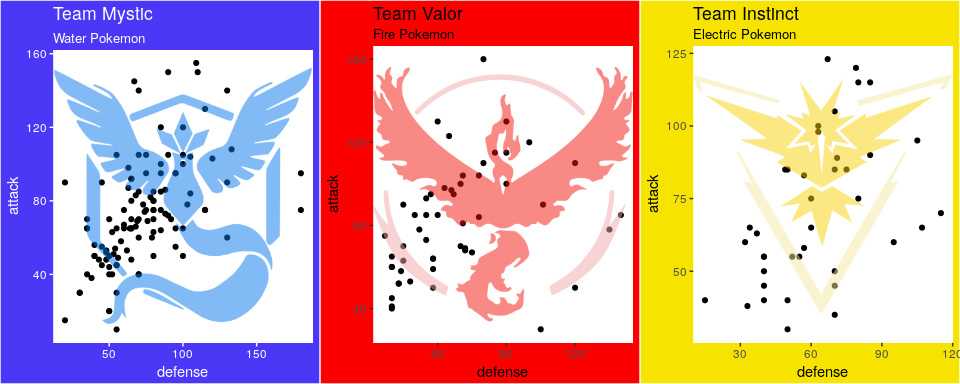 Team Mystic
Water Pokemon
160
120
80
40
attack
50
100
150
defense
Team Valor
Fire Pokemon
attack
defense
Team Instinct
Electric Pokemon
125
100
75
50
attack
30
60
90
120
defense